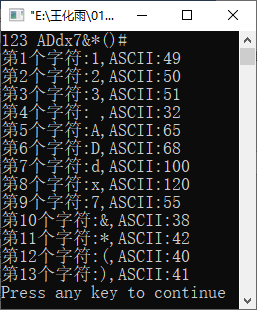 "E:\王化雨\01...
123 ADdx7&*()#
第1个字符:1,ASCII:49
第2个字符:2,ASCII:50
第3个字符:3,ASCII:51
第4个字符: ,ASCII:32
第5个字符:A,ASCII:65
第6个字符:D,ASCII:68
第7个字符:d,ASCII:100
第8个字符:x,ASCII:120
第9个字符:7,ASCII:55
第10个字符:&,ASCII:38
第11个字符:*,ASCII:42
第12个字符:(,ASCII:40
第13个字符:),ASCII:41
Press any key to continue